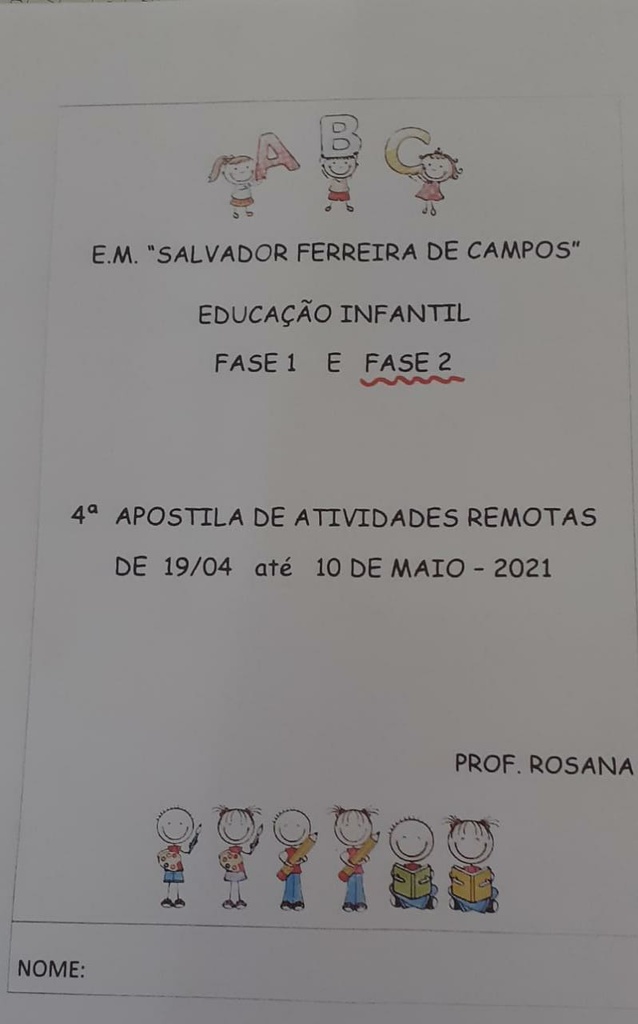 A B C
E.M. "SALVADOR FERREIRA DE CAMPOS"
EDUCAÇÃO INFANTIL
FASE 1 E FASE 2
4ª APOSTILA DE ATIVIDADES REMOTAS
DE 19/04 até 10 DE MAIO - 2021
PROF. ROSANA
NOME: